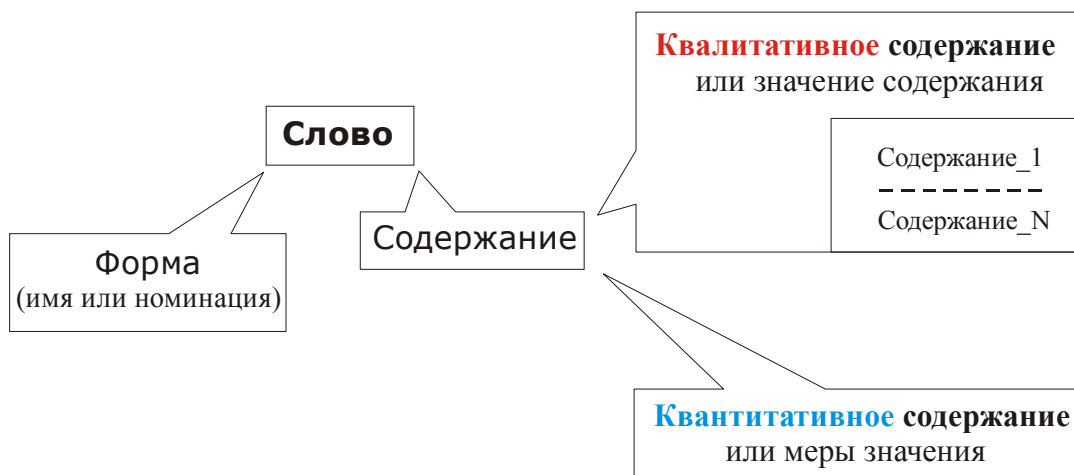 Слово
Форма
(имя или номинация)
Содержание
Квалитативное содержание
или значение содержания
Содержание_1
Содержание_N
Квантитативное содержание
или меры значения